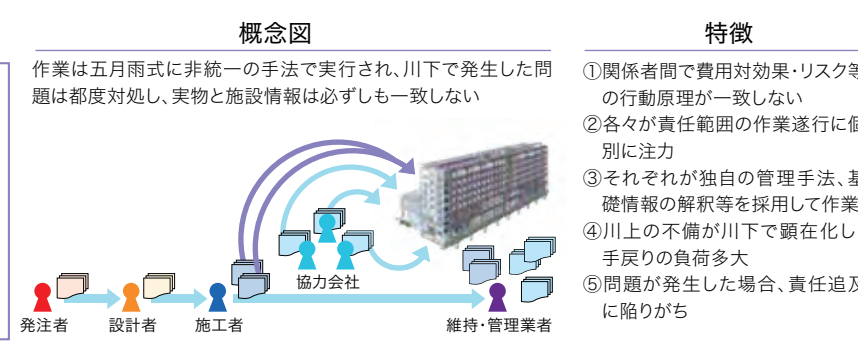 概念図
作業は五月雨式に非統一の手法で実行され、川下で発生した問
題は都度対処し、実物と施設情報は必ずしも一致しない
協力会社
発注者
設計者
施工者
維持・管理業者
特徴
①関係者間で費用対効果・リスク等
の行動原理が一致しない
②各々が責任範囲の作業遂行に個
別に注力
③それぞれが独自の管理手法、基
礎情報の解釈等を採用して作業
④川上の不備が川下で顕在化し
手戻りの負荷多大
⑤問題が発生した場合、責任追及
に陥りがち